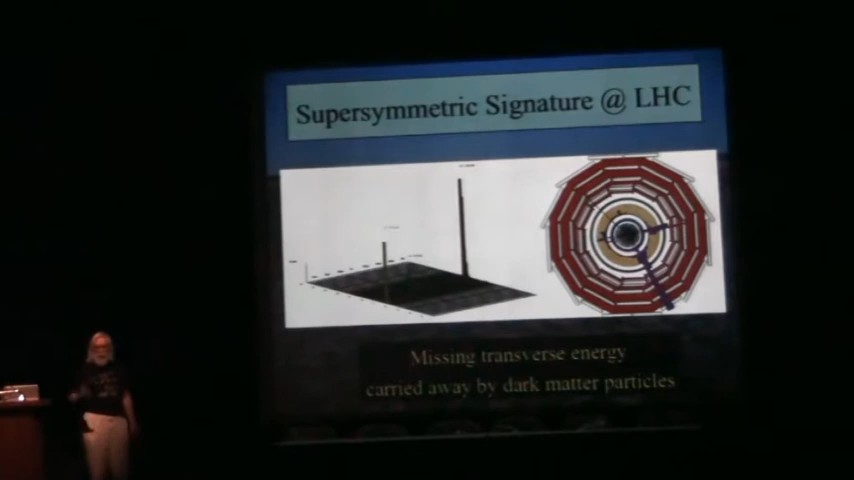 Supersymmetric Signature @ LHC
Missing transverse energy
carried away by dark matter particles